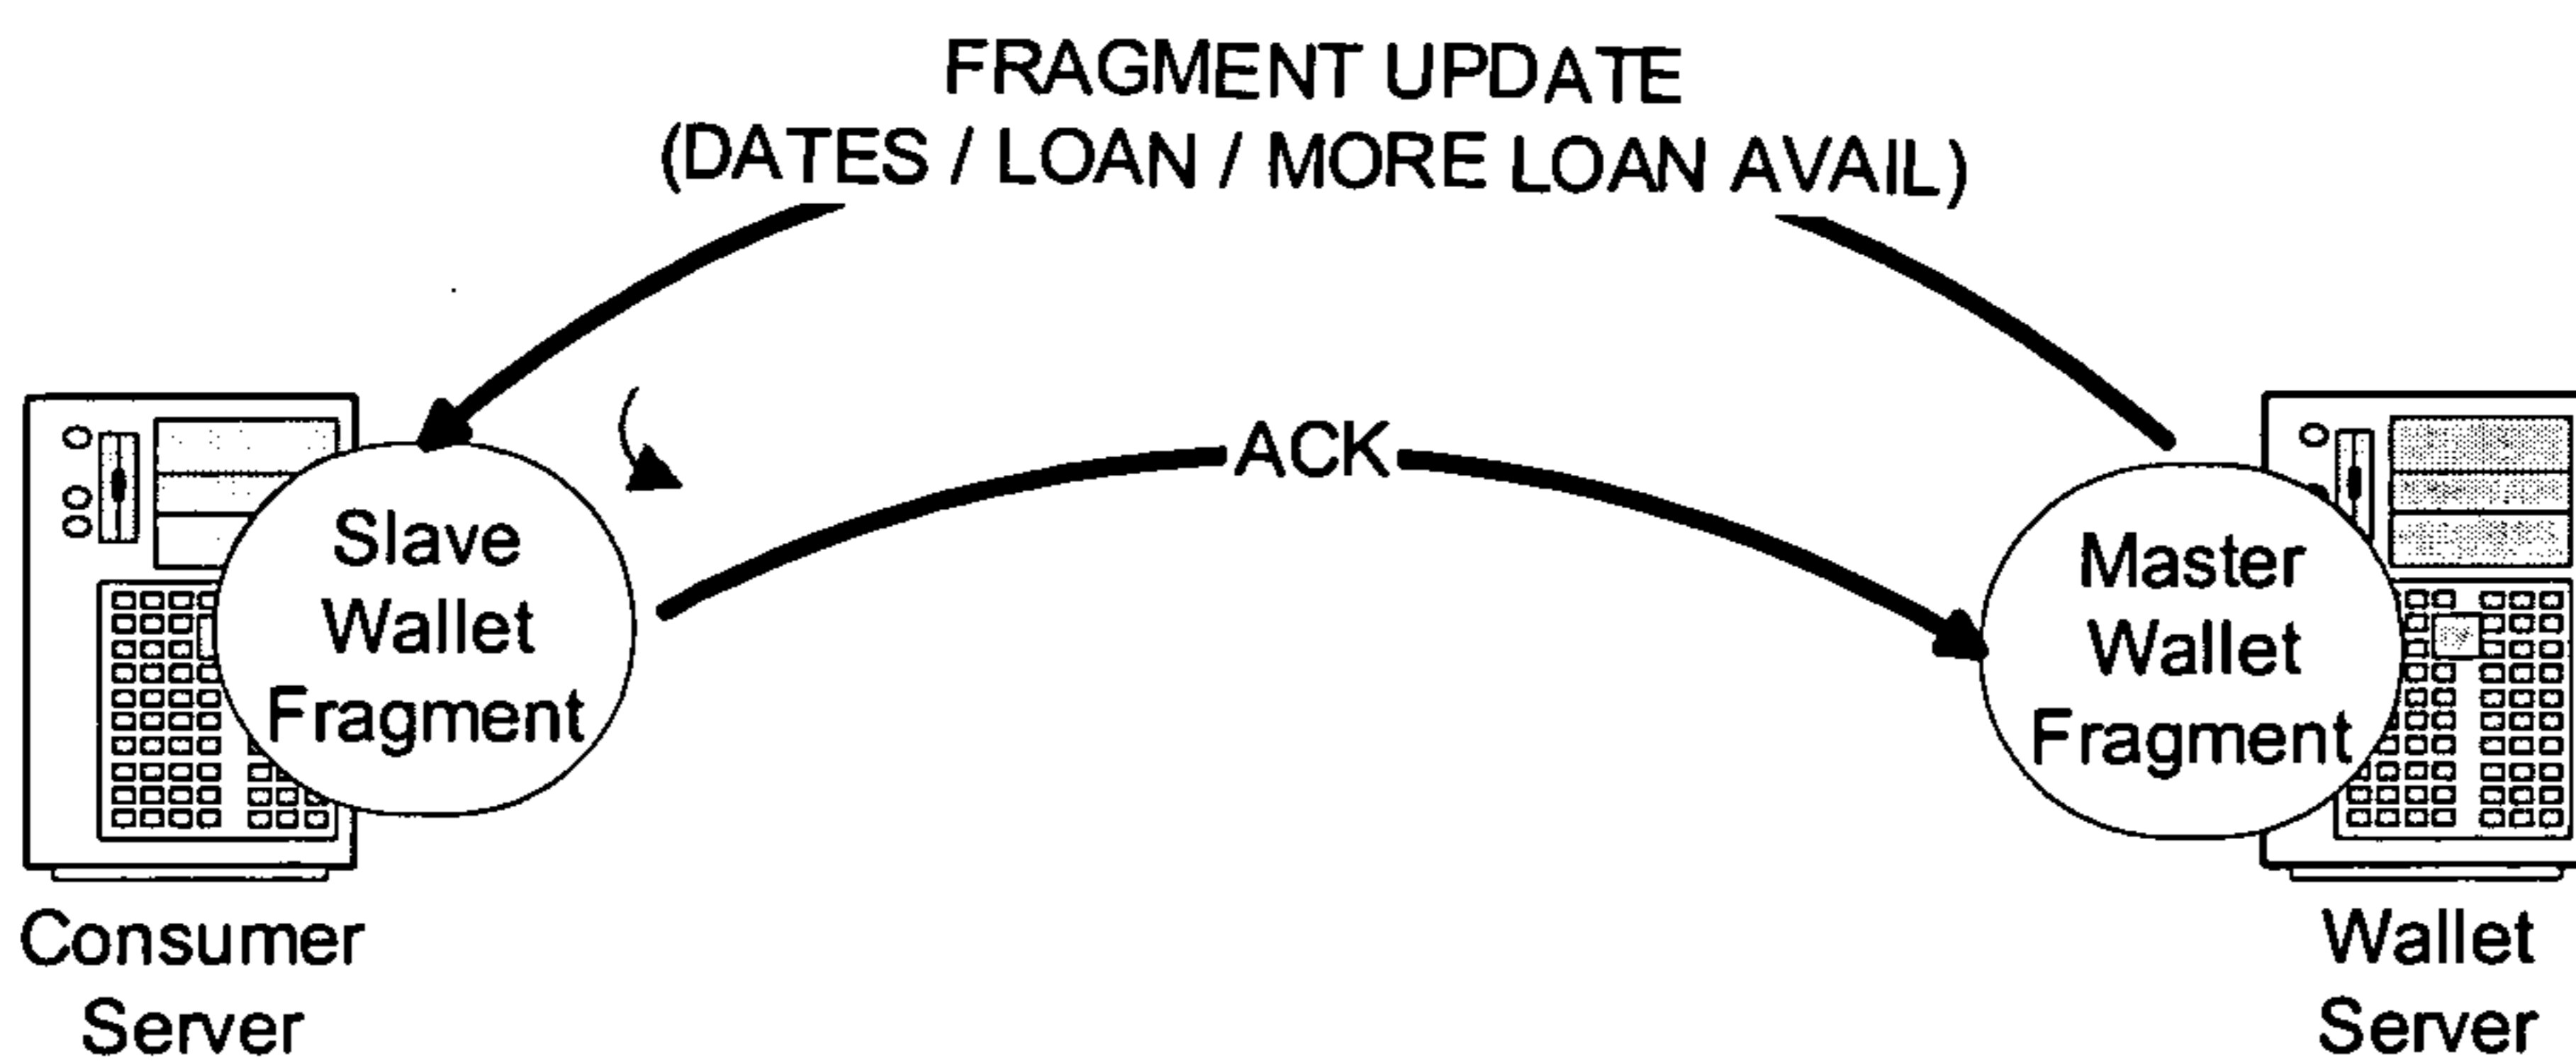 FRAGMENT UPDATE
(DATES / LOAN / MORE LOAN AVAIL)
ACK
Slave
Wallet
Fragment
Master
Wallet
Fragment
Consumer
Server
Wallet
Server